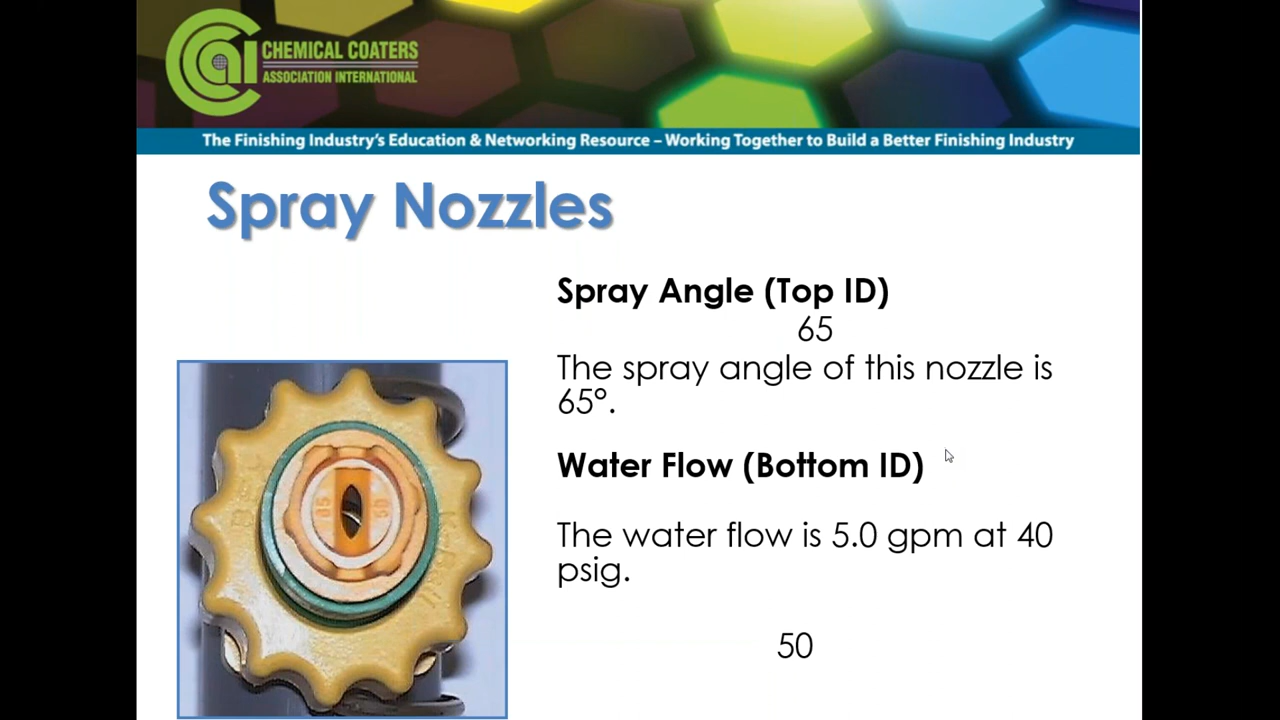 CHEMICAL COATERS
ASSOCIATION INTERNATIONAL
The Finishing Industry's Education & Networking Resource – Working Together to Build a Better Finishing Industry
Spray Nozzles
Spray Angle (Top ID)
65
The spray angle of this nozzle is
65°.
Water Flow (Bottom ID)
The water flow is 5.0 gpm at 40
psig.
50
65
50